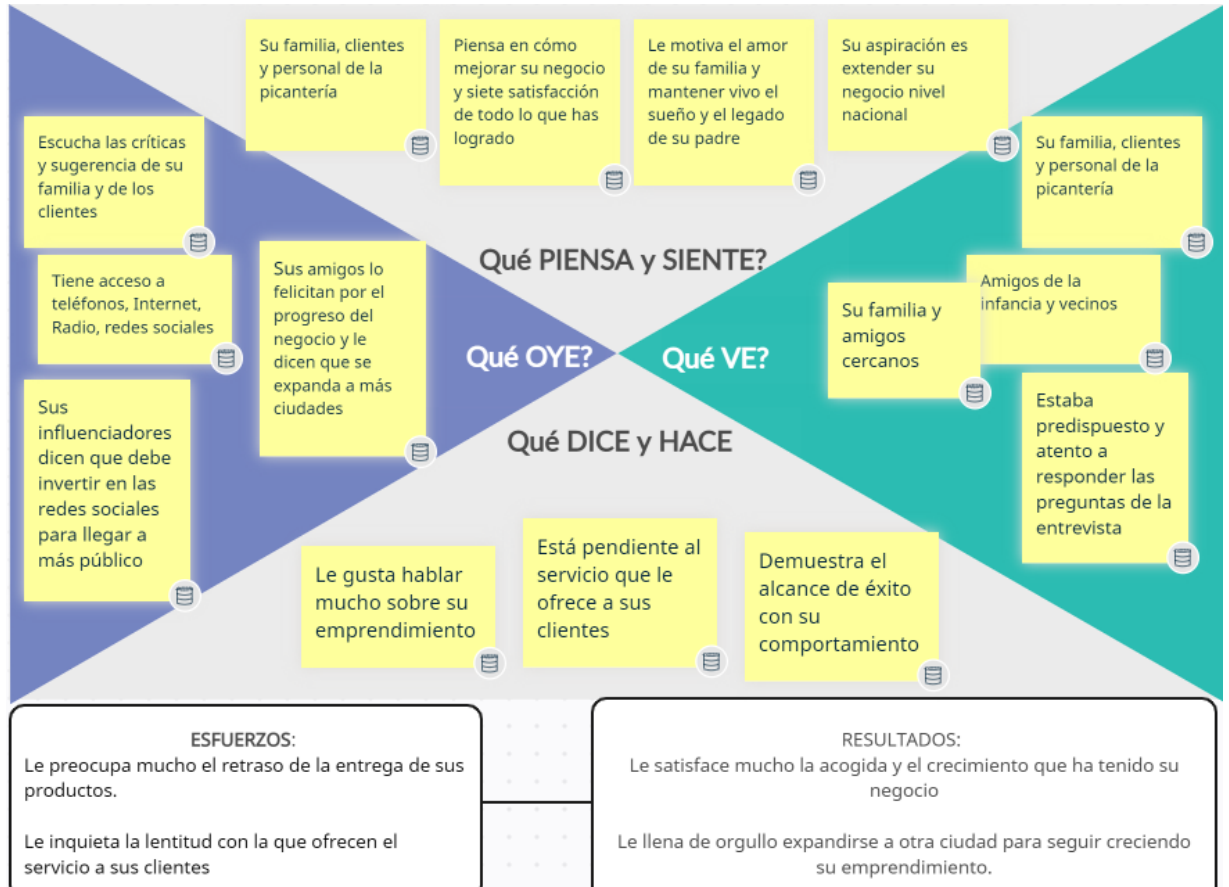 Su familia, clientes
y personal de la
picantería
Piensa en cómo
mejorar su negocio
y siete satisfacción
de todo lo que has
logrado
Le motiva el amor
de su familia y
mantener vivo el
sueño y el legado
de su padre
Su aspiración es
extender su
negocio nivel
nacional
Qué PIENSA y SIENTE?
Escucha las críticas
y sugerencia de su
familia y de los
clientes
Tiene acceso a
teléfonos, Internet,
Radio, redes sociales
Sus amigos lo
felicitan por el
progreso del
negocio y le
dicen que se
expanda a más
ciudades
Sus
influenciadores
dicen que debe
invertir en las
redes sociales
para llegar a
más público
Qué OYE?
Qué VE?
Su familia, clientes
y personal de la
picantería
Amigos de la
infancia y vecinos
Su familia y
amigos
cercanos
Estaba
predispuesto y
atento a
responder las
preguntas de la
entrevista
Qué DICE y HACE
Le gusta hablar
mucho sobre su
emprendimiento
Está pendiente al
servicio que le
ofrece a sus
clientes
Demuestra el
alcance de éxito
con su
comportamiento
ESFUERZOS:
Le preocupa mucho el retraso de la entrega de sus
productos.
Le inquieta la lentitud con la que ofrecen el
servicio a sus clientes
RESULTADOS:
Le satisface mucho la acogida y el crecimiento que ha tenido su
negocio
Le llena de orgullo expandirse a otra ciudad para seguir creciendo
su emprendimiento.